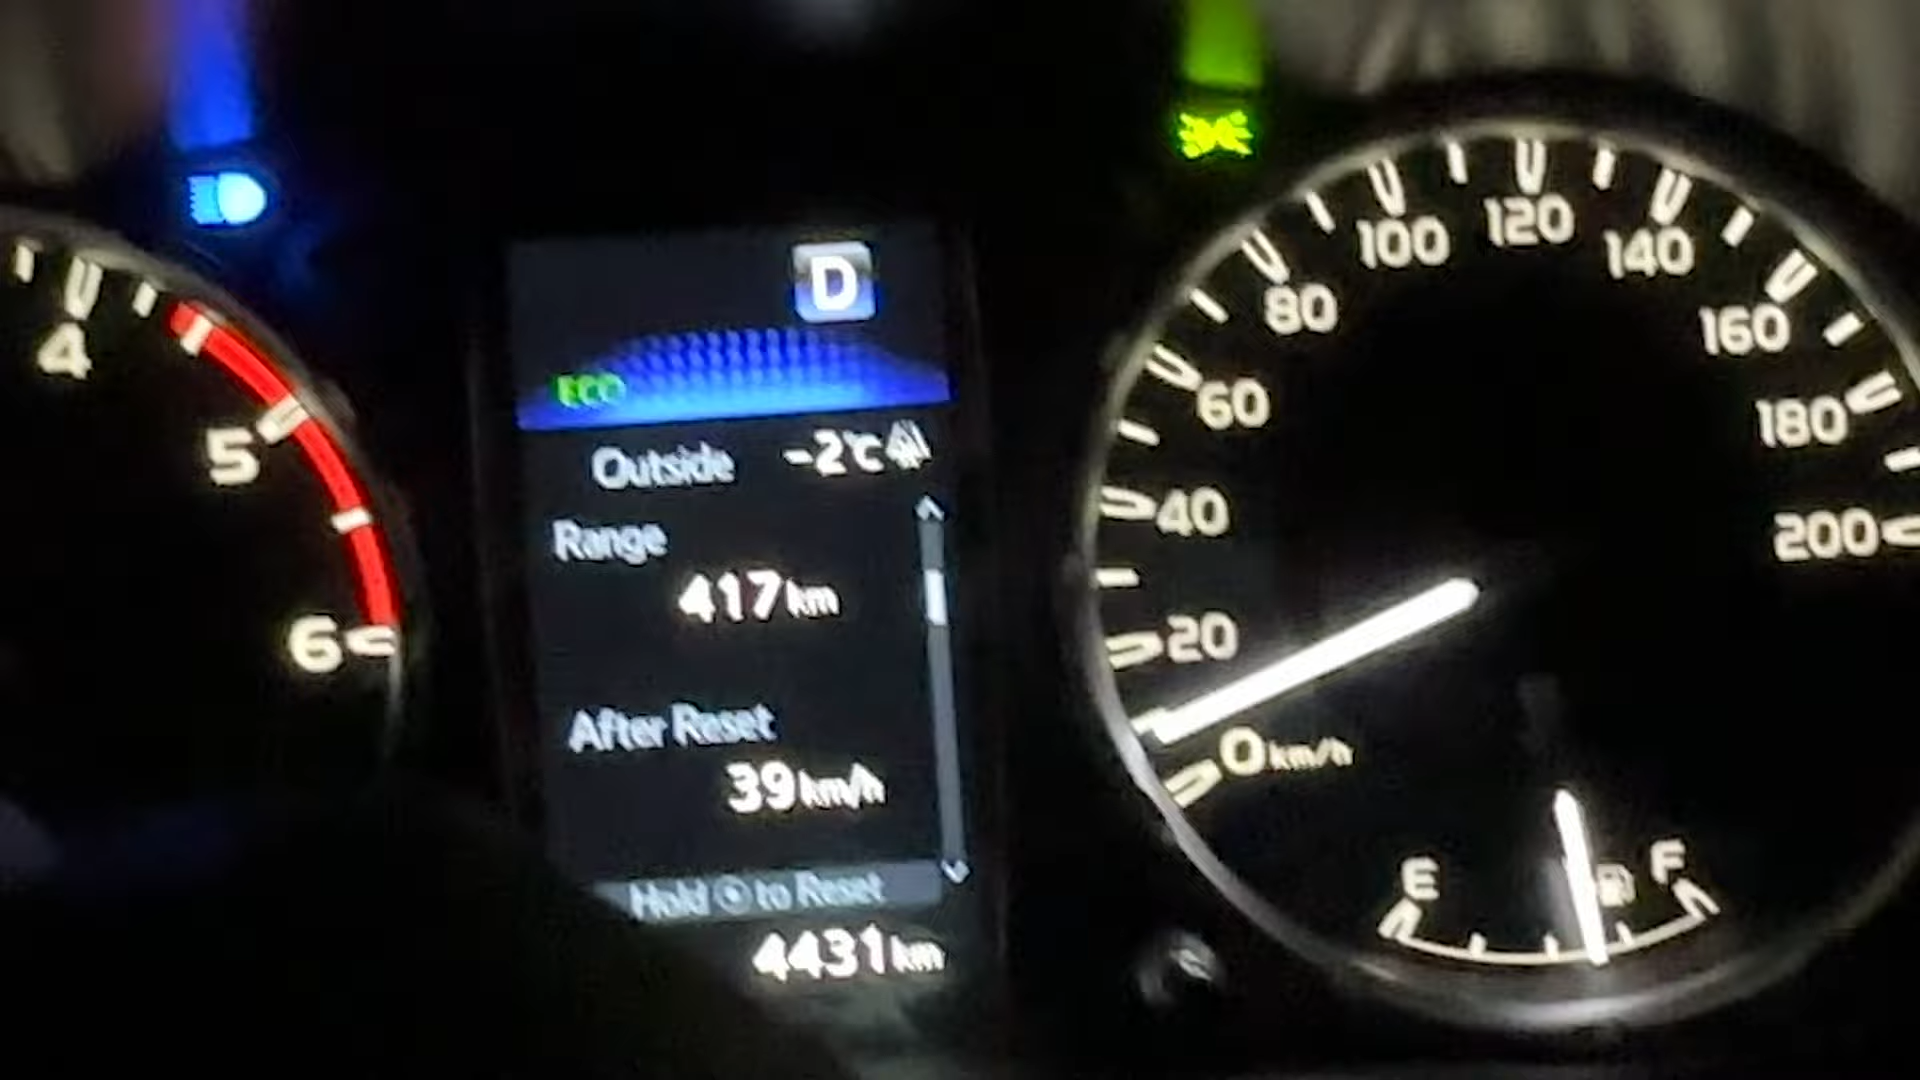 D
ECO
Outside -2°C
Range
417 km
After Reset
39 km/h
Hold to Reset
4431 km
4
5
6
0 km/h
20
40
60
80
100
120
140
160
180
200
E
F